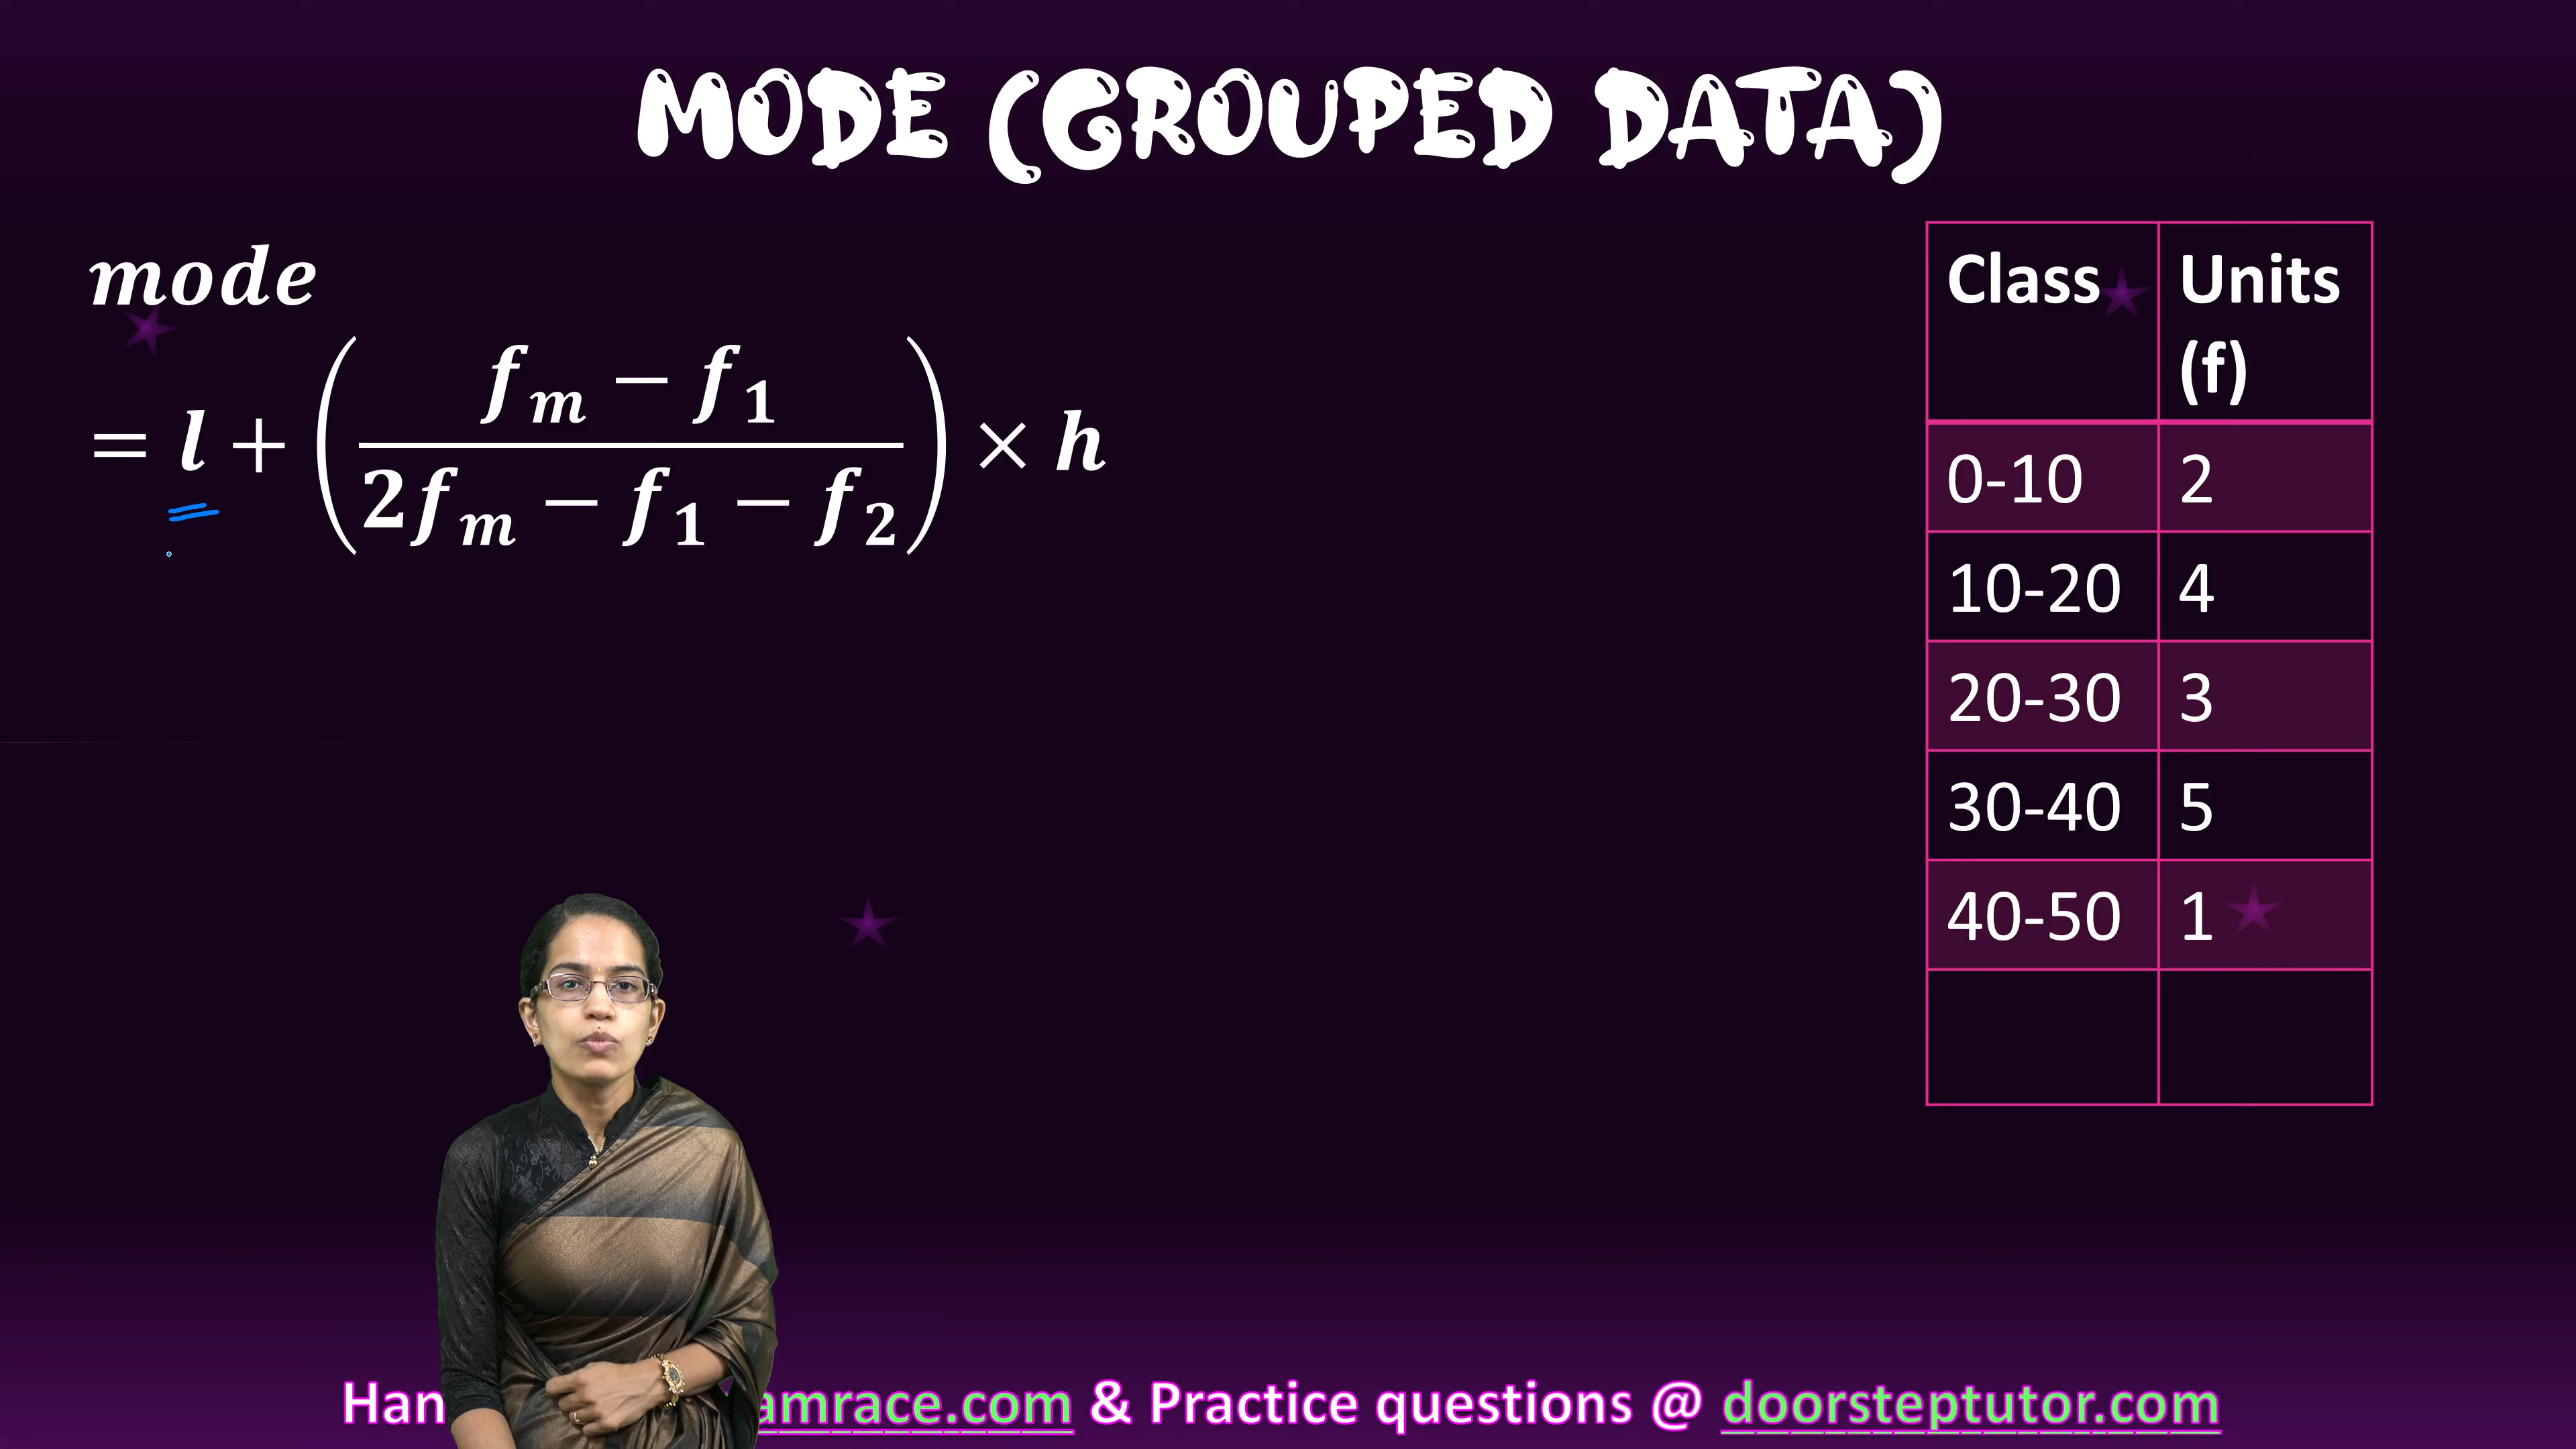 MODE (GROUPED DATA)
mode
= l + ( (f_m − f_1) / (2f_m − f_1 − f_2) ) × h
Class Units (f)
0-10 2
10-20 4
20-30 3
30-40 5
40-50 1
amrace.com & Practice questions @ doorsteptutor.com